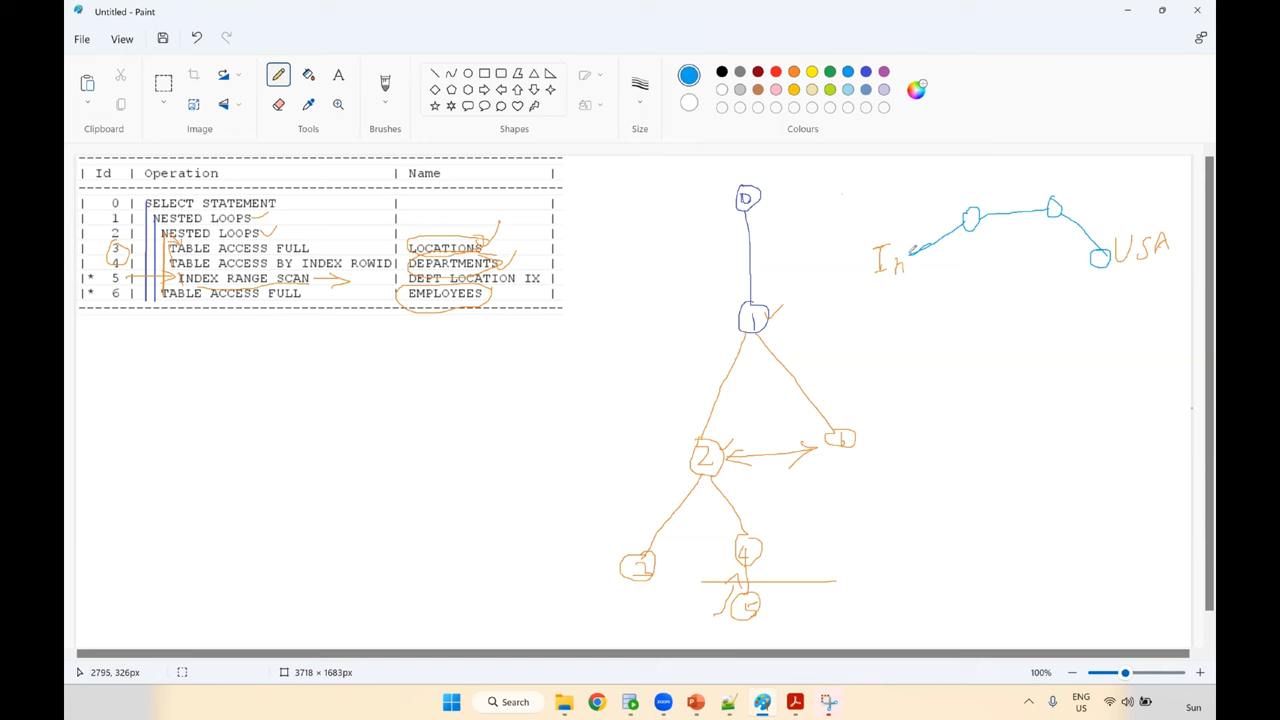 Untitled - Paint
File View
Clipboard Image Tools Brushes Shapes Size Colours
| Id | Operation | Name |
| 0 | SELECT STATEMENT | |
| 1 | NESTED LOOPS | |
| 2 | NESTED LOOPS | |
| 3 | TABLE ACCESS FULL | LOCATIONS |
| 4 | TABLE ACCESS BY INDEX ROWID| DEPARTMENTS |
|* 5 | INDEX RANGE SCAN | DEPT LOCATION IX |
|* 6 | TABLE ACCESS FULL | EMPLOYEES |
0
In USA
1
2 6
4
5
2795, 326px 3718 × 1683px 100%
Search ENG
US Sun